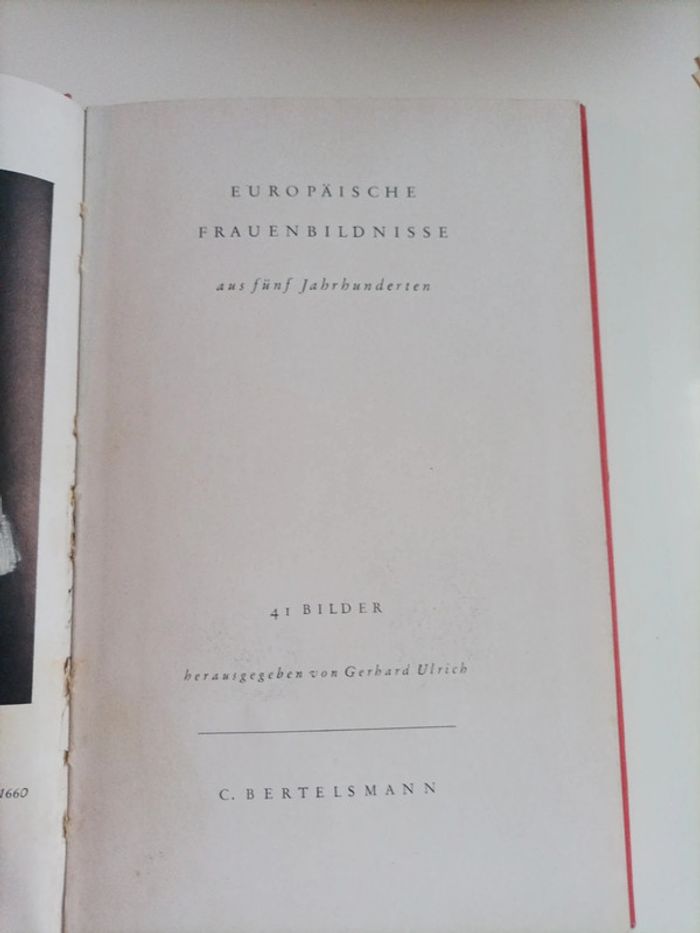 EUROPÄISCHE
FRAUENBILDNISSE
aus fünf Jahrhunderten
41 BILDER
herausgegeben von Gerhard Ulrich
C. BERTELSMANN
1660